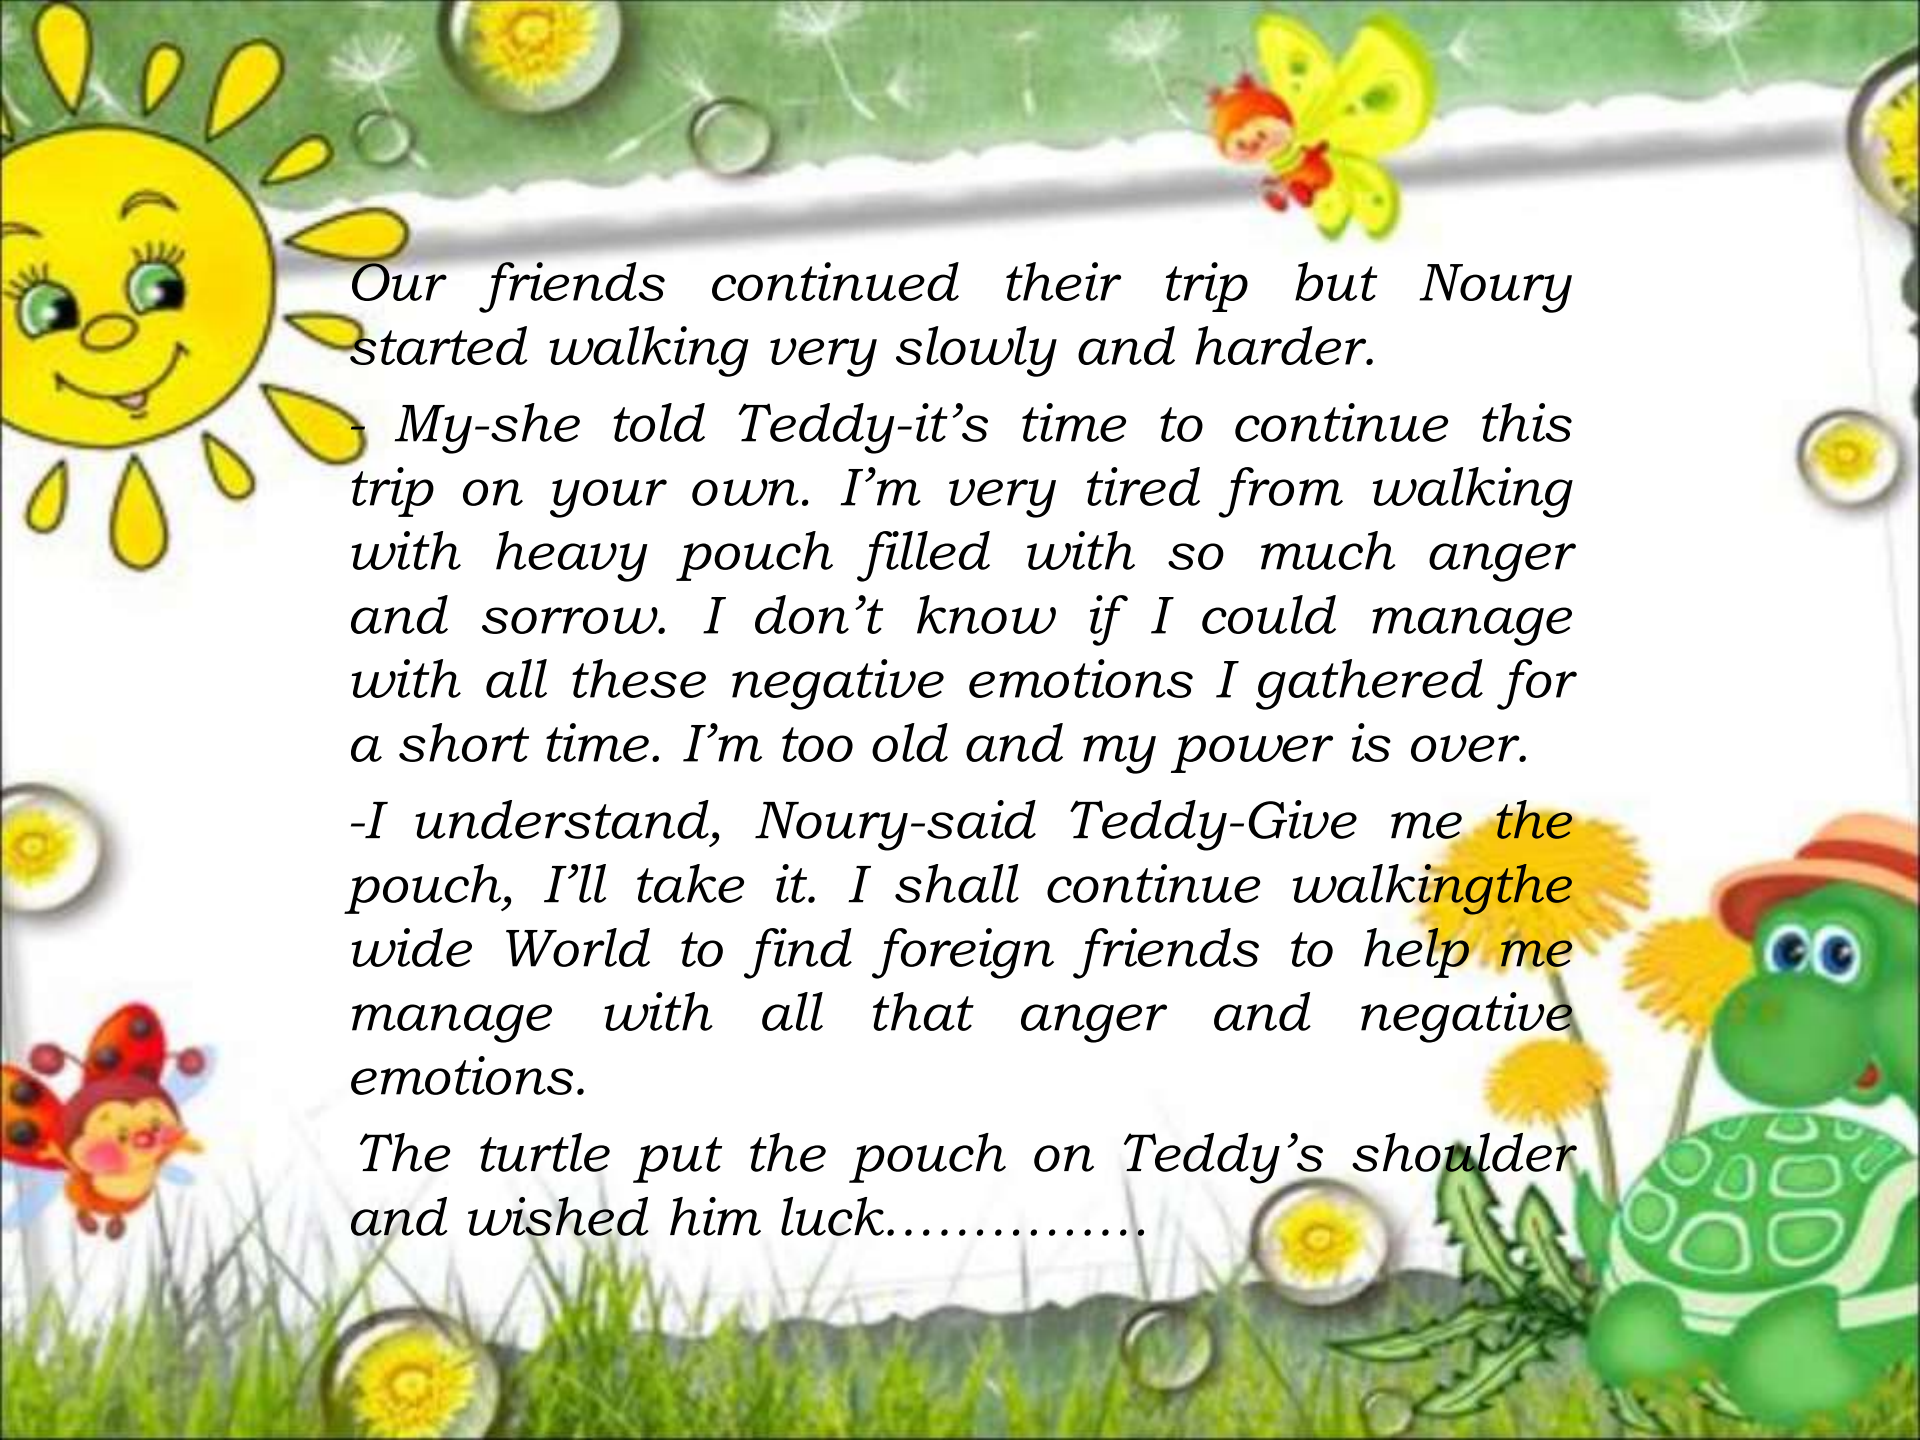 Our friends continued their trip but Noury
started walking very slowly and harder.
- My-she told Teddy-it’s time to continue this
trip on your own. I’m very tired from walking
with heavy pouch filled with so much anger
and sorrow. I don’t know if I could manage
with all these negative emotions I gathered for
a short time. I’m too old and my power is over.
-I understand, Noury-said Teddy-Give me the
pouch, I’ll take it. I shall continue walkingthe
wide World to find foreign friends to help me
manage with all that anger and negative
emotions.
The turtle put the pouch on Teddy’s shoulder
and wished him luck……………